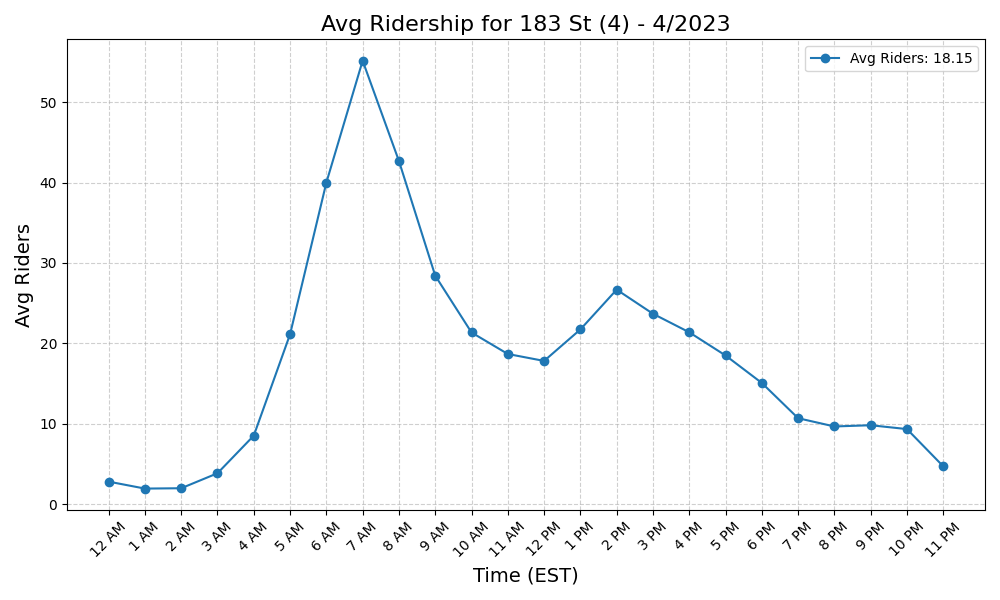 Avg Ridership for 183 St (4) - 4/2023
Avg Riders: 18.15
Avg Riders
50
40
30
20
10
0
12 AM
1 AM
2 AM
3 AM
4 AM
5 AM
6 AM
7 AM
8 AM
9 AM
10 AM
11 AM
12 PM
1 PM
2 PM
3 PM
4 PM
5 PM
6 PM
7 PM
8 PM
9 PM
10 PM
11 PM
Time (EST)